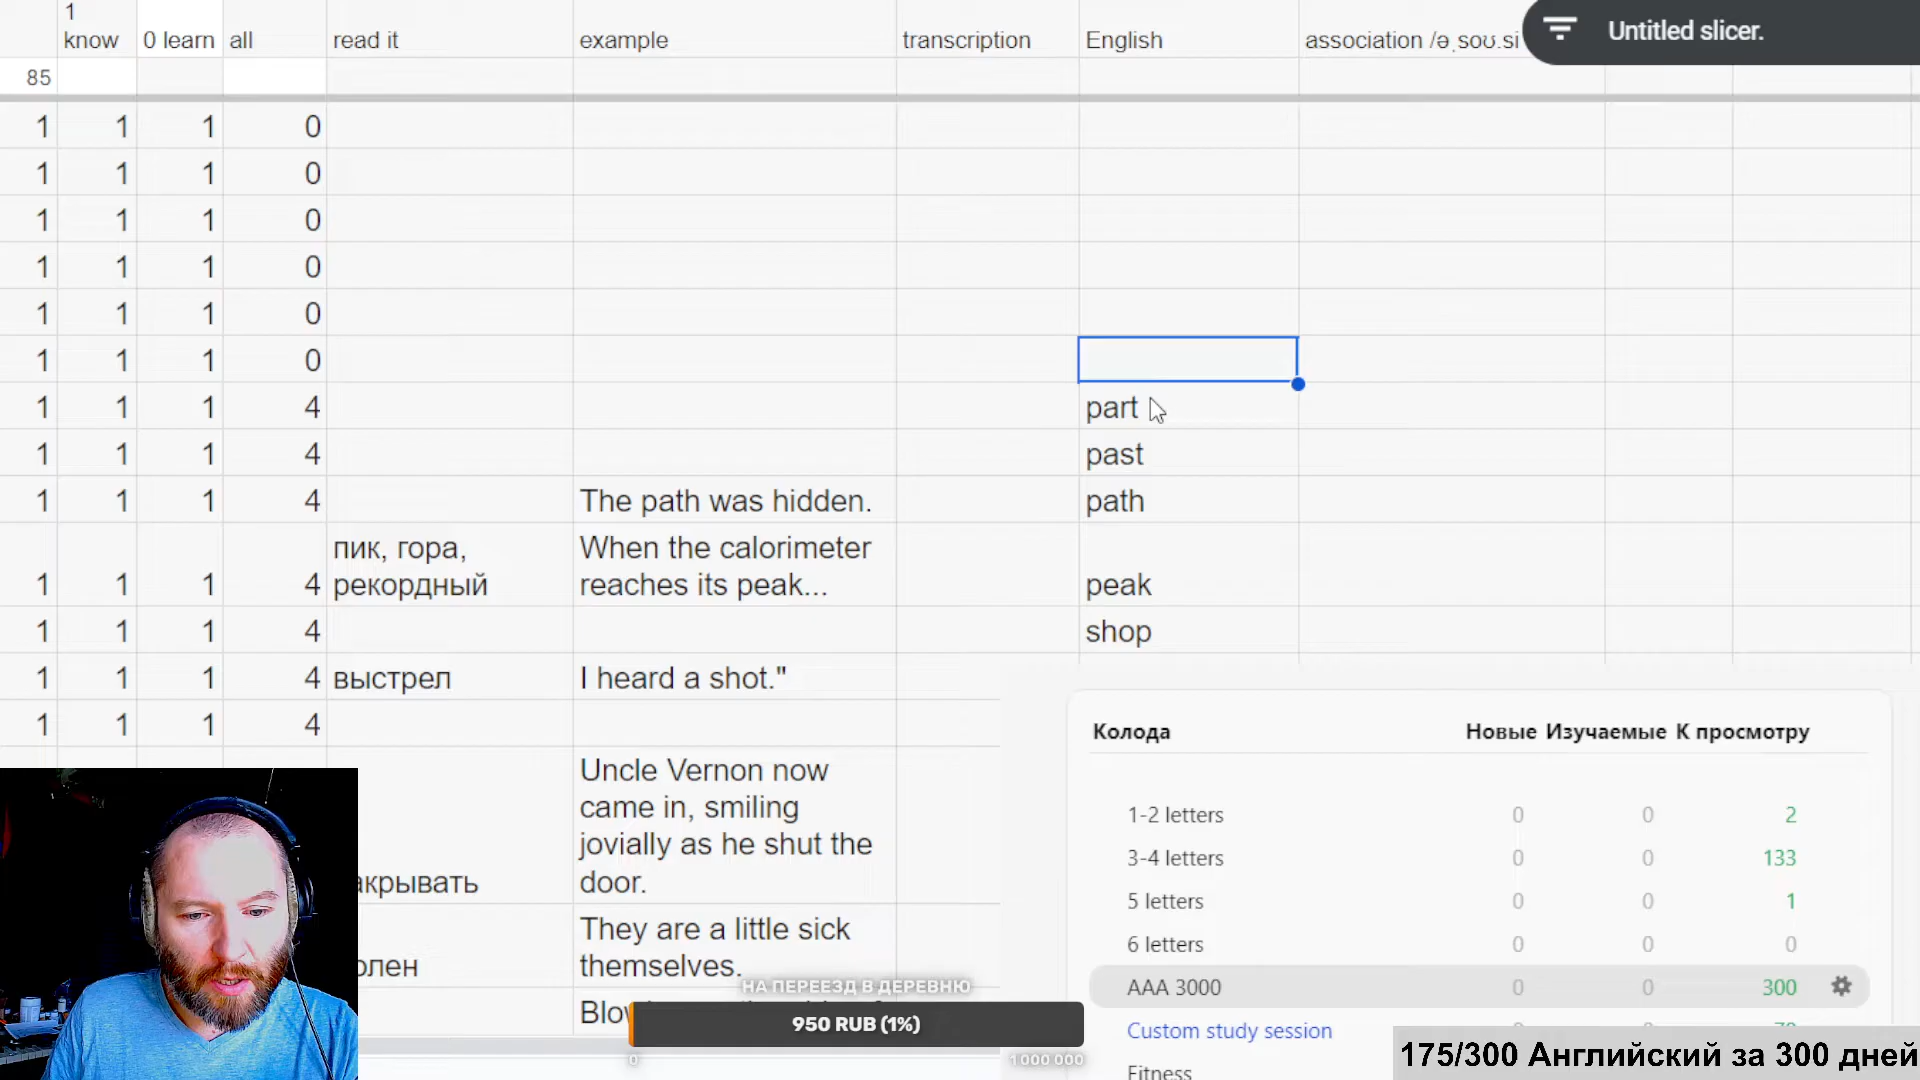 1
know 0 learn all read it example transcription English association /ə,soʊ.si Untitled slicer.
85
1 1 1 0
1 1 1 0
1 1 1 0
1 1 1 0
1 1 1 0
1 1 1 0
1 1 1 4 part
1 1 1 4 past
1 1 1 4 The path was hidden. path
пик, гора, When the calorimeter
1 1 1 4 рекордный reaches its peak... peak
1 1 1 4 shop
1 1 1 4 выстрел I heard a shot."
1 1 1 4
Uncle Vernon now
came in, smiling
jovially as he shut the
акрывать door.
They are a little sick
олен themselves.
НА ПЕРЕЕЗД В ДЕРЕВНЮ
950 RUB (1%)
0 1000 000
Колода Новые Изучаемые К просмотру
1-2 letters 0 0 2
3-4 letters 0 0 133
5 letters 0 0 1
6 letters 0 0 0
AAA 3000 0 0 300
Custom study session
Fitness
175/300 Английский за 300 дней